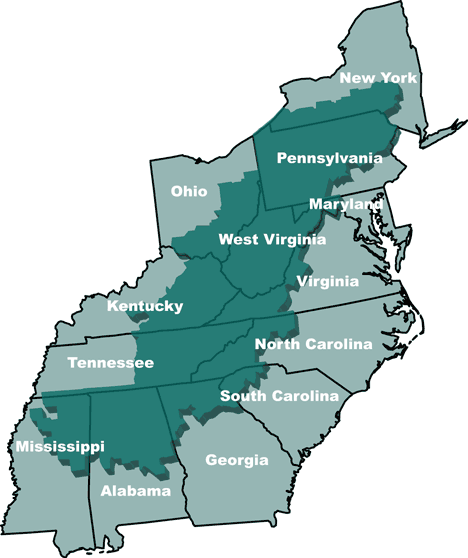 New York
Pennsylvania
Ohio
Maryland
West Virginia
Virginia
Kentucky
North Carolina
Tennessee
South Carolina
Mississippi
Georgia
Alabama